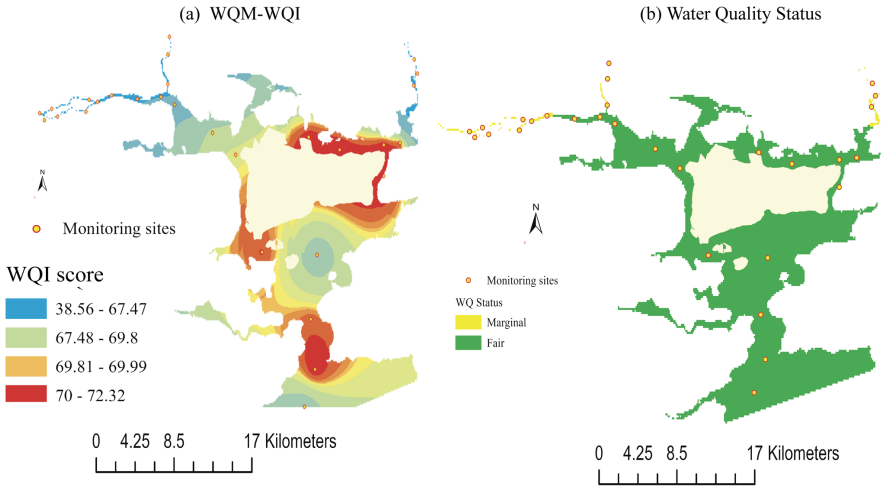 (a) WQM-WQI
(b) Water Quality Status
N
Monitoring sites
WQI score
38.56 - 67.47
67.48 - 69.8
69.81 - 69.99
70 - 72.32
0 4.25 8.5 17 Kilometers
N
Monitoring sites
WQ Status
Marginal
Fair
0 4.25 8.5 17 Kilometers